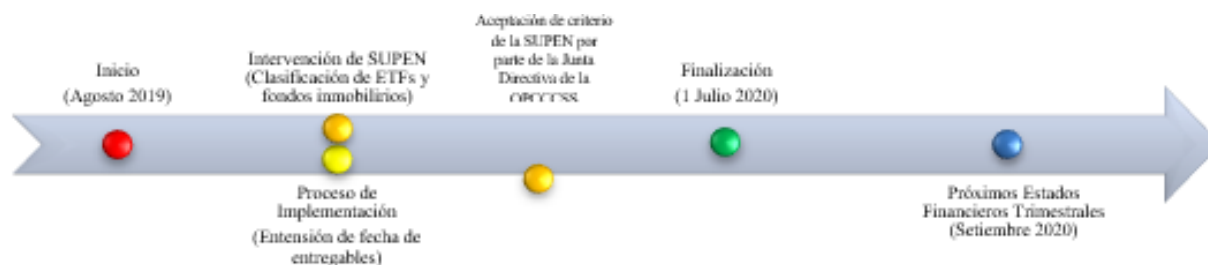 Inicio
(Agosto 2019)
Intervención de SUPEN
(Clasificación de ETFs y
fondos inmobilirios)
Proceso de
Implementación
(Entensión de fecha de
entregables)
Aceptación de criterio
de la SUPEN por
parte de la Junta
Directiva de la
Finalización
(1 Julio 2020)
Próximos Estados
Financieros Trimestrales
(Setiembre 2020)